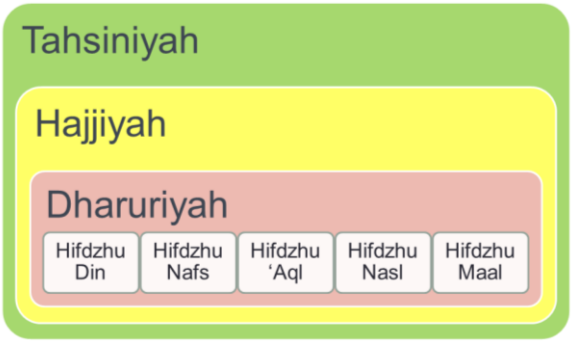 Tahsiniyah
Hajjiyah
Dharuriyah
Hifdzhu
Din
Hifdzhu
Nafs
Hifdzhu
‘Aql
Hifdzhu
Nasl
Hifdzhu
Maal